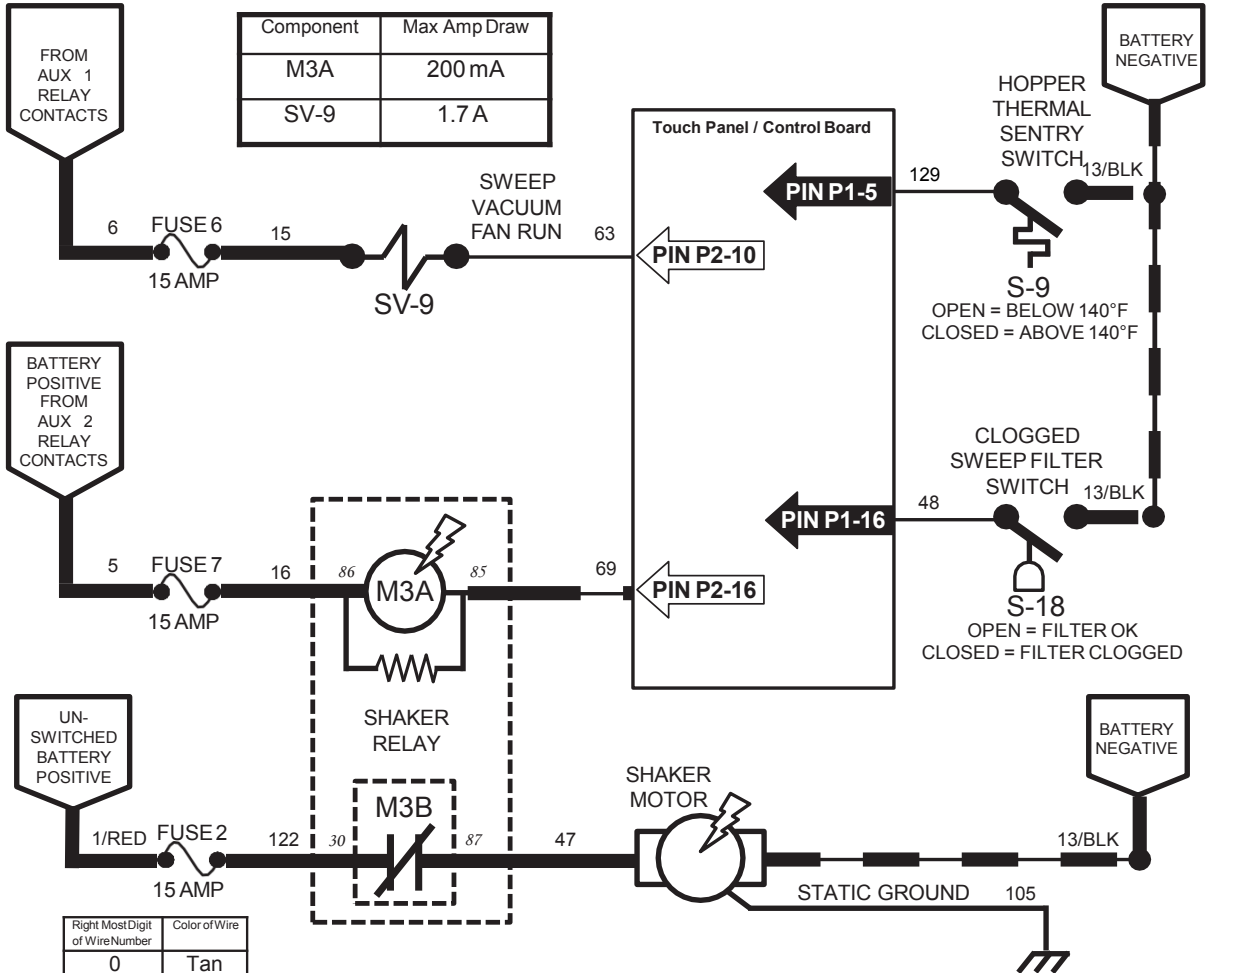 FROM
AUX 1
RELAY
CONTACTS
Component Max Amp Draw
M3A 200 mA
SV-9 1.7 A
BATTERY
NEGATIVE
HOPPER
THERMAL
SENTRY
SWITCH
13/BLK
Touch Panel / Control Board
PIN P1-5
129
S-9
OPEN = BELOW 140°F
CLOSED = ABOVE 140°F
6
FUSE 6
15 AMP
15
SV-9
SWEEP
VACUUM
FAN RUN
63
PIN P2-10
BATTERY
POSITIVE
FROM
AUX 2
RELAY
CONTACTS
CLOGGED
SWEEP FILTER
SWITCH
13/BLK
PIN P1-16
48
S-18
OPEN = FILTER OK
CLOSED = FILTER CLOGGED
5
FUSE 7
15 AMP
16
86
M3A
85
69
PIN P2-16
SHAKER
RELAY
UN-
SWITCHED
BATTERY
POSITIVE
1/RED
FUSE 2
15 AMP
122
30
M3B
87
47
SHAKER
MOTOR
BATTERY
NEGATIVE
13/BLK
STATIC GROUND
105
Right Most Digit
of Wire Number
Color of Wire
0 Tan